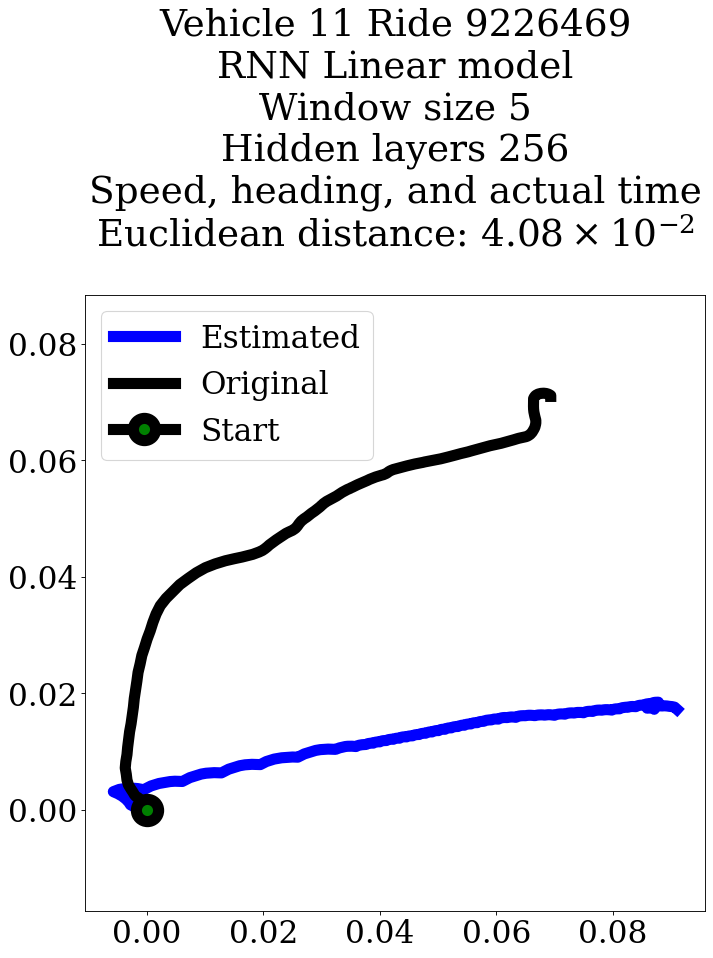 Vehicle 11 Ride 9226469
RNN Linear model
Window size 5
Hidden layers 256
Speed, heading, and actual time
Euclidean distance: 4.08 × 10⁻²
Estimated
Original
Start
0.08
0.06
0.04
0.02
0.00
0.00 0.02 0.04 0.06 0.08